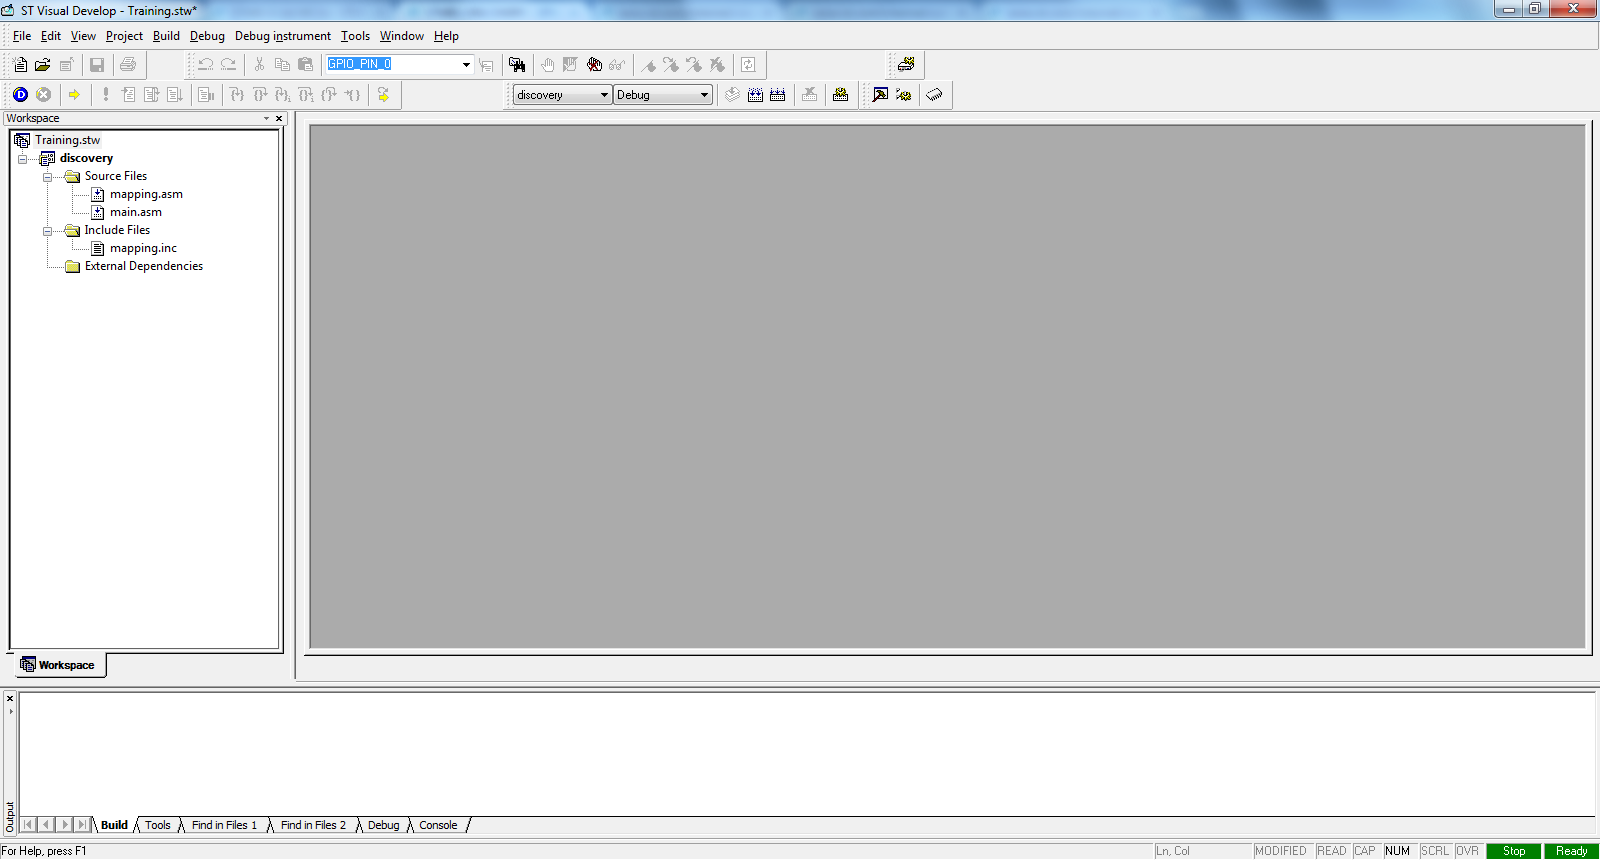 ST Visual Develop - Training.stw*
File Edit View Project Build Debug Debug instrument Tools Window Help
GPIO_PIN_0
D
discovery Debug
Workspace
Training.stw
discovery
Source Files
mapping.asm
main.asm
Include Files
mapping.inc
External Dependencies
Workspace
Output
Build Tools Find in Files 1 Find in Files 2 Debug Console
For Help, press F1 Ln, Col MODIFIED READ CAP NUM SCRL OVR Stop Ready